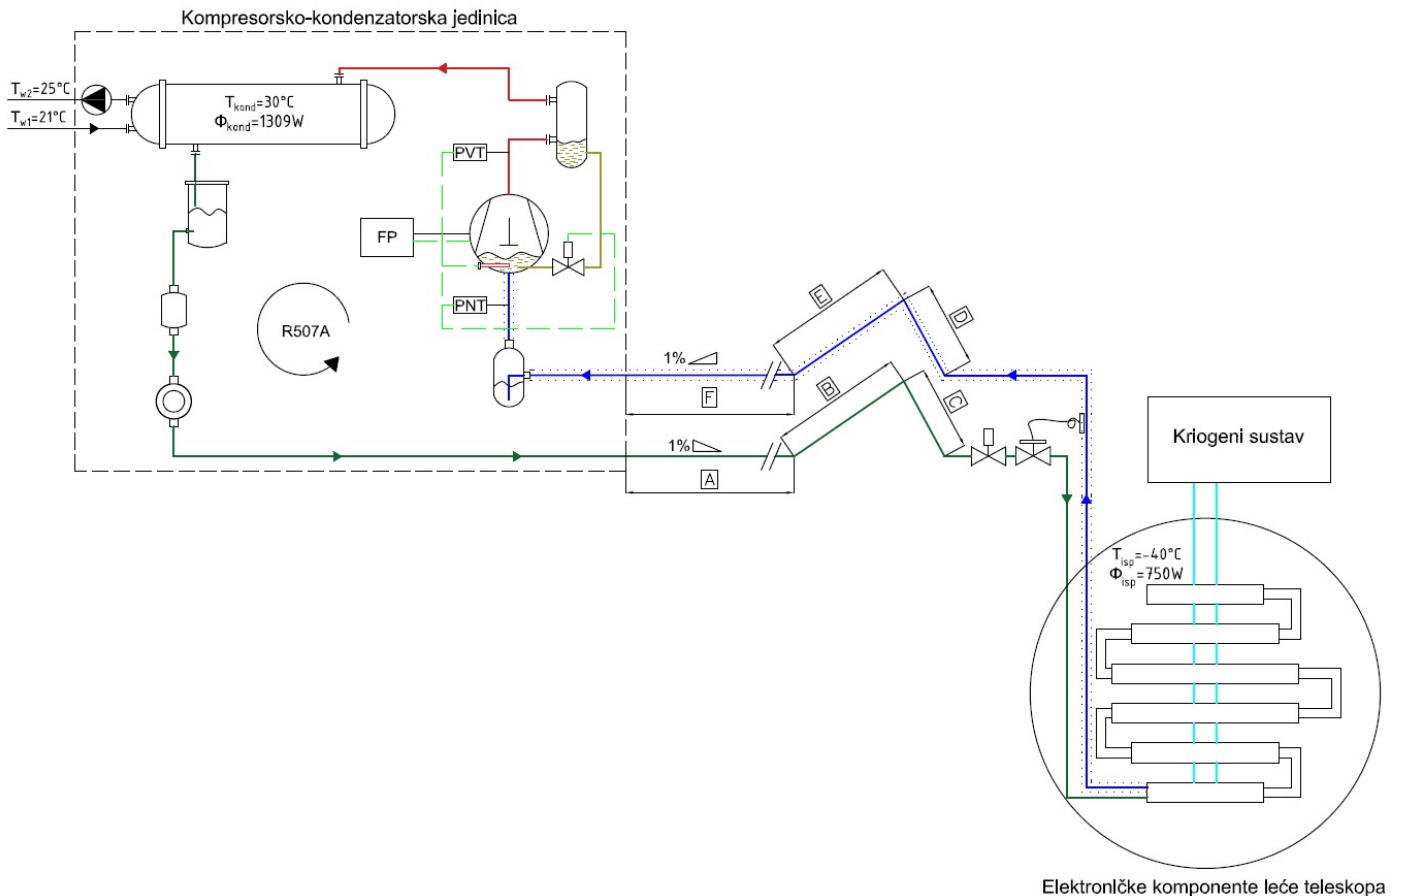 Kompresorsko-kondenzatorska jedinica
Tw2=25°C
Tw1=21°C
Tkond=30°C
Φkond=1309W
PVT
FP
PNT
R507A
E
D
1%
B
F
C
1%
A
Kriogeni sustav
Tisp=-40°C
Φisp=750W
Elektroničke komponente leće teleskopa